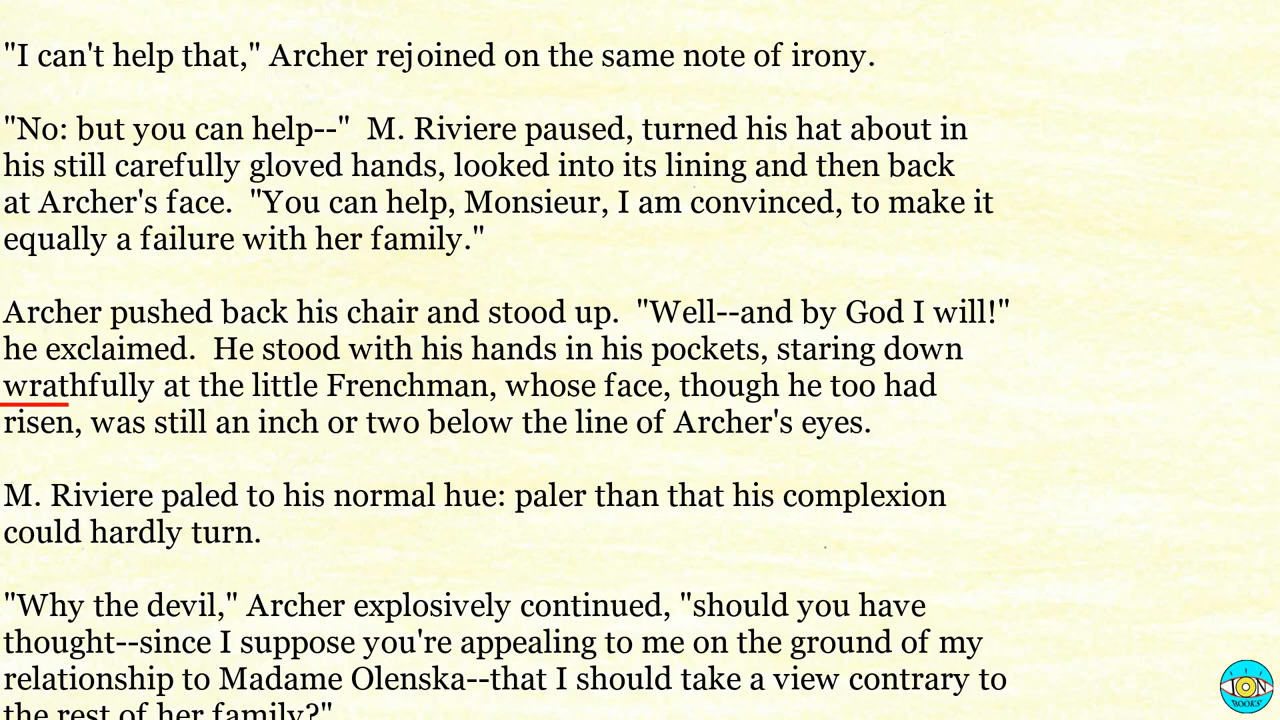 "I can't help that," Archer rejoined on the same note of irony.
"No: but you can help--"  M. Riviere paused, turned his hat about in
his still carefully gloved hands, looked into its lining and then back
at Archer's face.  "You can help, Monsieur, I am convinced, to make it
equally a failure with her family."
Archer pushed back his chair and stood up.  "Well--and by God I will!"
he exclaimed.  He stood with his hands in his pockets, staring down
wrathfully at the little Frenchman, whose face, though he too had
risen, was still an inch or two below the line of Archer's eyes.
M. Riviere paled to his normal hue: paler than that his complexion
could hardly turn.
"Why the devil," Archer explosively continued, "should you have
thought--since I suppose you're appealing to me on the ground of my
relationship to Madame Olenska--that I should take a view contrary to
the rest of her family?"
ION
BOOKS